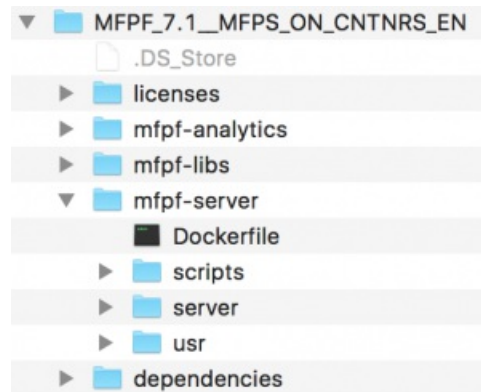 MFPF_7.1__MFPS_ON_CNTNRS_EN
.DS_Store
licenses
mfpf-analytics
mfpf-libs
mfpf-server
Dockerfile
scripts
server
usr
dependencies